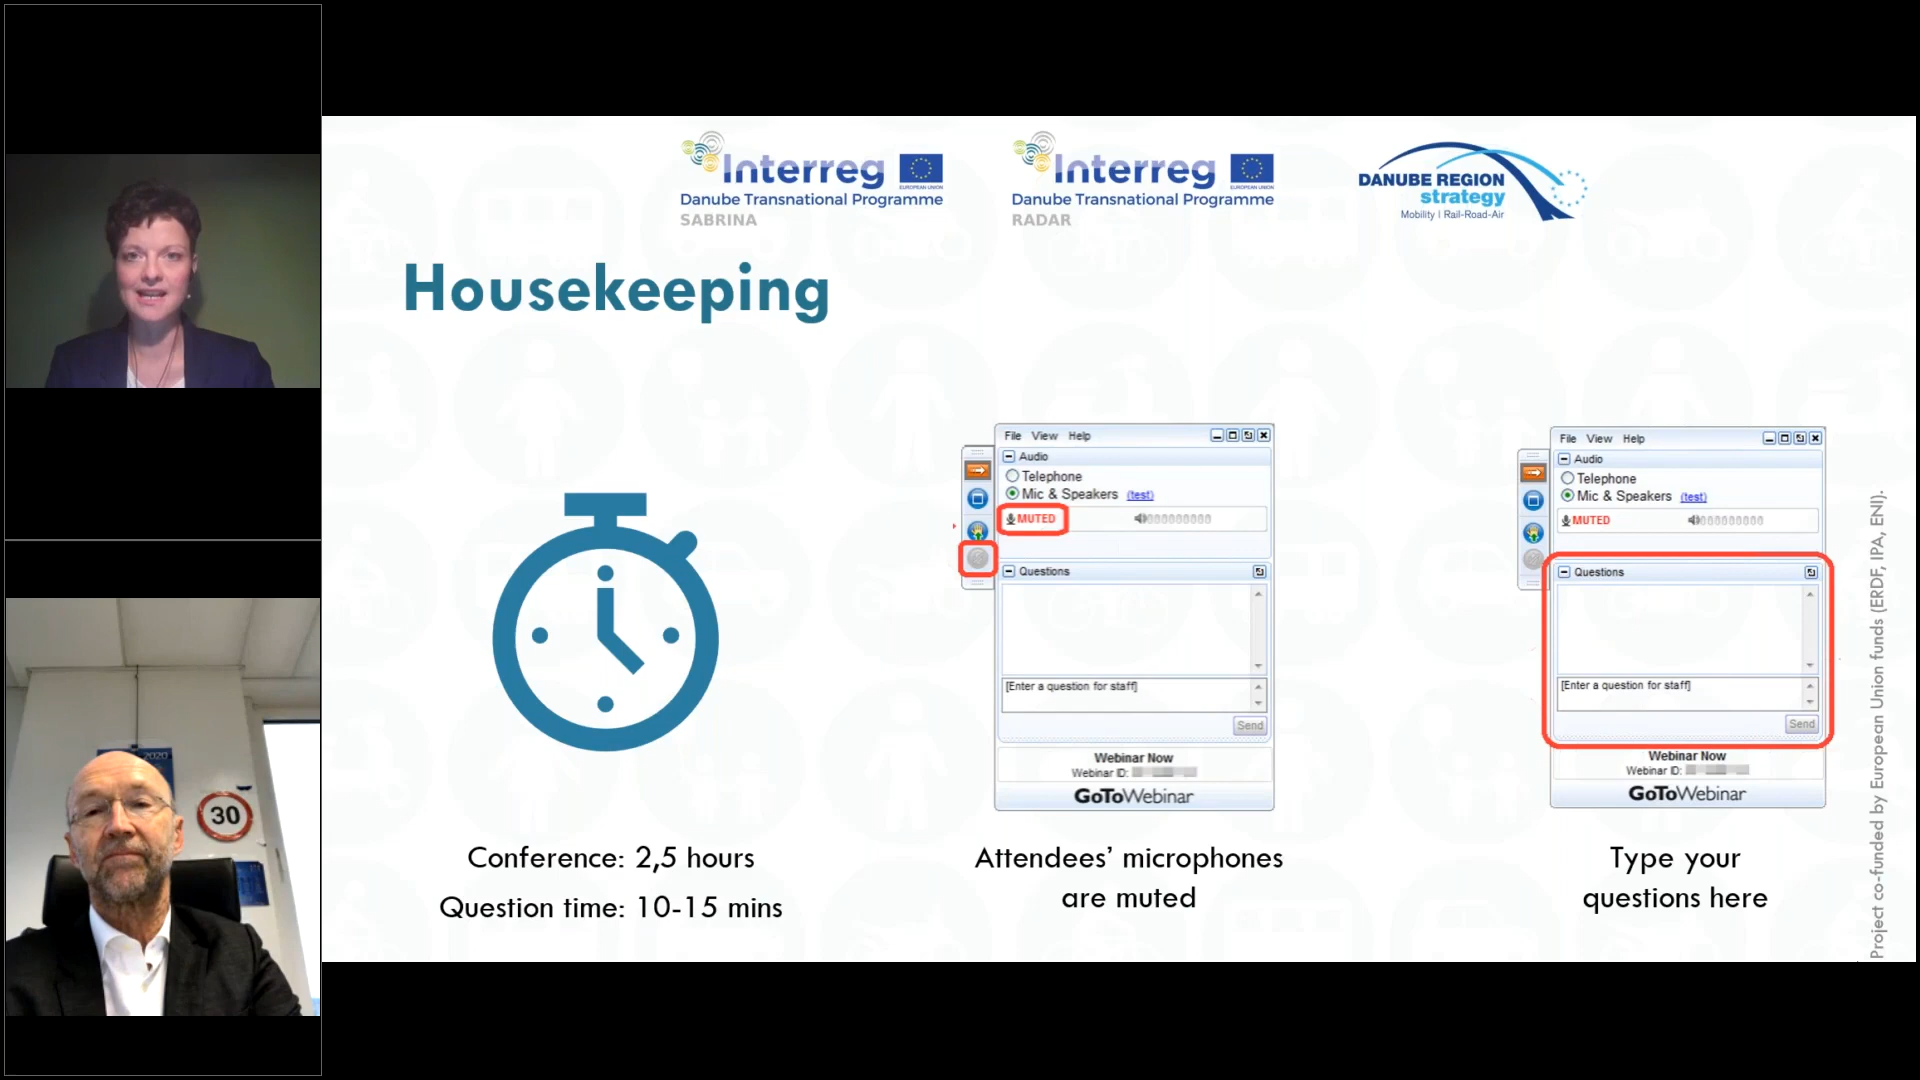 Interreg
EUROPEAN UNION
Danube Transnational Programme
SABRINA
Interreg
EUROPEAN UNION
Danube Transnational Programme
RADAR
DANUBE REGION
strategy
Mobility | Rail-Road-Air
Housekeeping
File View Help
Audio
Telephone
Mic & Speakers (test)
MUTED
Questions
[Enter a question for staff]
Send
Webinar Now
Webinar ID:
GoToWebinar
File View Help
Audio
Telephone
Mic & Speakers (test)
MUTED
Questions
[Enter a question for staff]
Send
Webinar Now
Webinar ID:
GoToWebinar
Conference: 2,5 hours
Question time: 10-15 mins
Attendees’ microphones
are muted
Type your
questions here
Project co-funded by European Union funds (ERDF, IPA, ENI).
2020
30